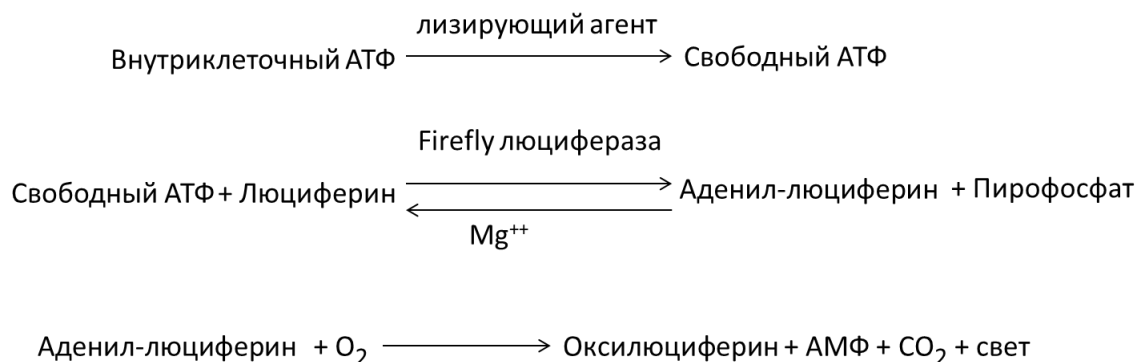 лизирующий агент
Внутриклеточный АТФ → Свободный АТФ
Firefly люцифераза
Свободный АТФ + Люциферин ⇄ Аденил-люциферин + Пирофосфат
Mg⁺⁺
Аденил-люциферин + O₂ → Оксилюциферин + АМФ + CO₂ + свет